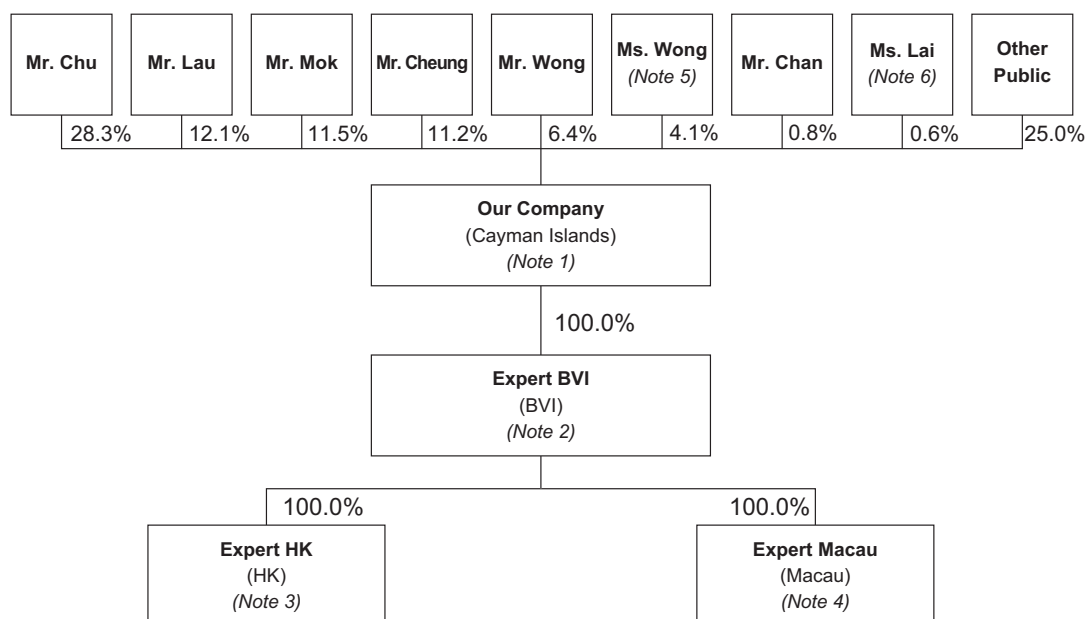 Mr. Chu
Mr. Lau
Mr. Mok
Mr. Cheung
Mr. Wong
Ms. Wong
(Note 5)
Mr. Chan
Ms. Lai
(Note 6)
Other
Public
28.3%
12.1%
11.5%
11.2%
6.4%
4.1%
0.8%
0.6%
25.0%
Our Company
(Cayman Islands)
(Note 1)
100.0%
Expert BVI
(BVI)
(Note 2)
100.0%
100.0%
Expert HK
(HK)
(Note 3)
Expert Macau
(Macau)
(Note 4)